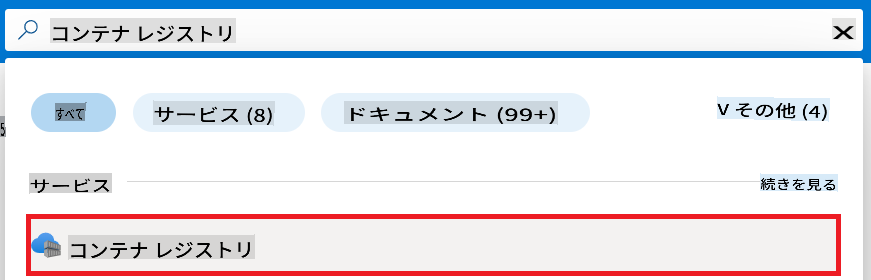 コンテナ レジストリ X
すべて サービス (8) ドキュメント (99+) V その他 (4)
サービス 続きを見る
コンテナ レジストリ